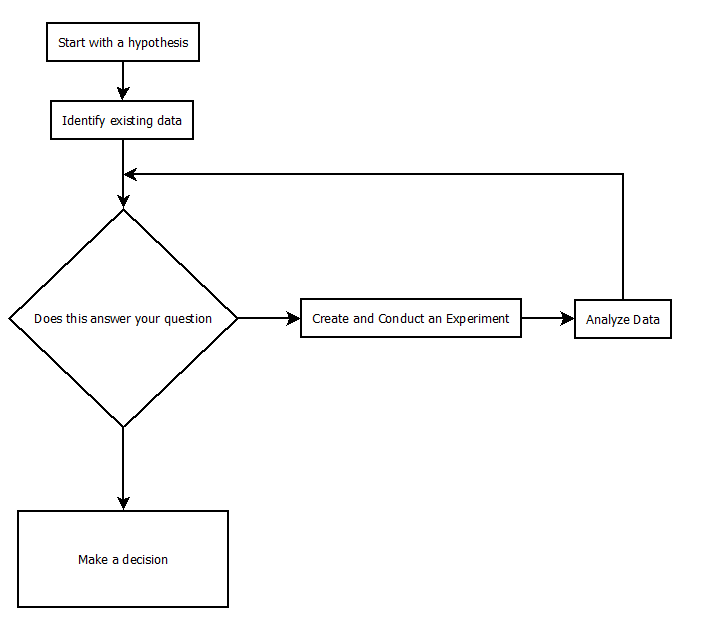 Start with a hypothesis
Identify existing data
Does this answer your question
Create and Conduct an Experiment
Analyze Data
Make a decision